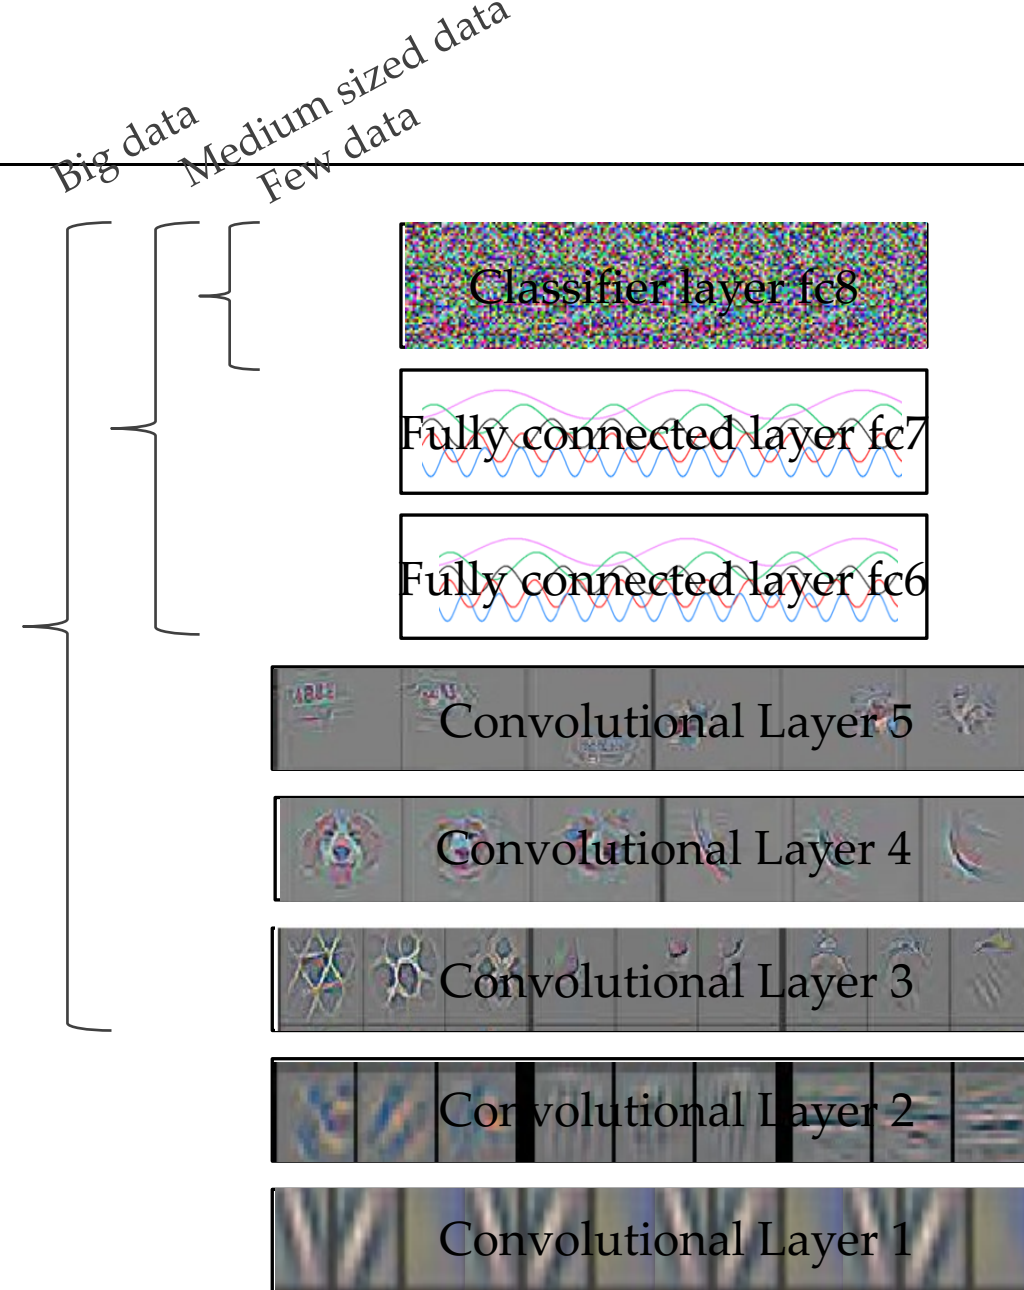 Big data
Medium sized data
Few data
Classifier layer fc8
Fully connected layer fc7
Fully connected layer fc6
Convolutional Layer 5
Convolutional Layer 4
Convolutional Layer 3
Convolutional Layer 2
Convolutional Layer 1